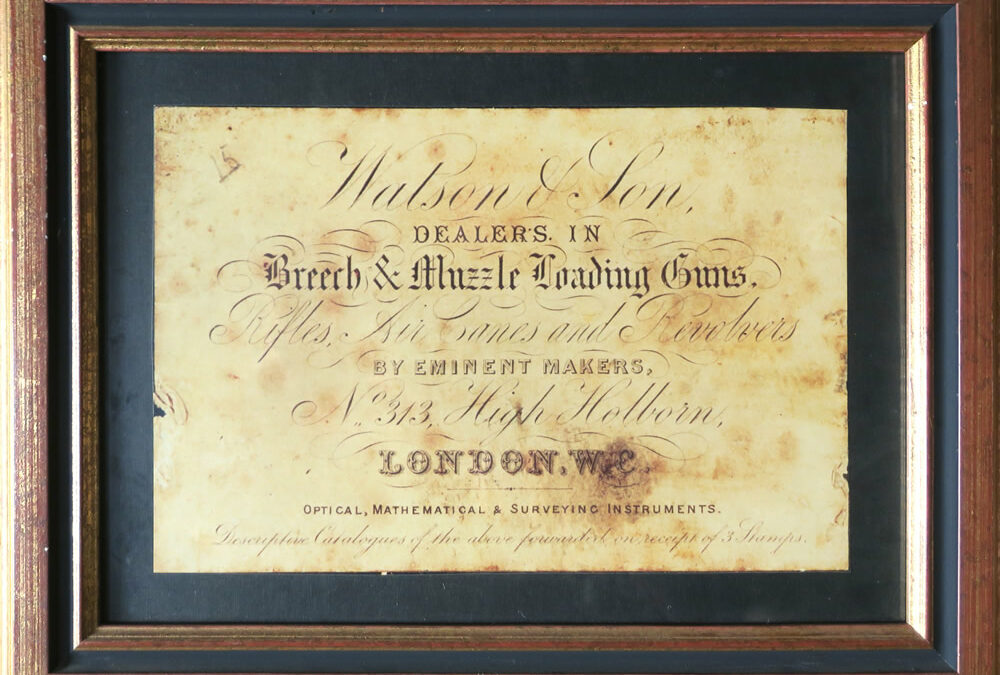 Watson & Son,
DEALERS. IN
Breech & Muzzle Loading Guns,
Rifles, Air Canes and Revolvers
BY EMINENT MAKERS,
No. 313, High Holborn,
LONDON. W.C.
OPTICAL, MATHEMATICAL & SURVEYING INSTRUMENTS.
Descriptive Catalogues of the above forwarded on receipt of 3 Stamps.